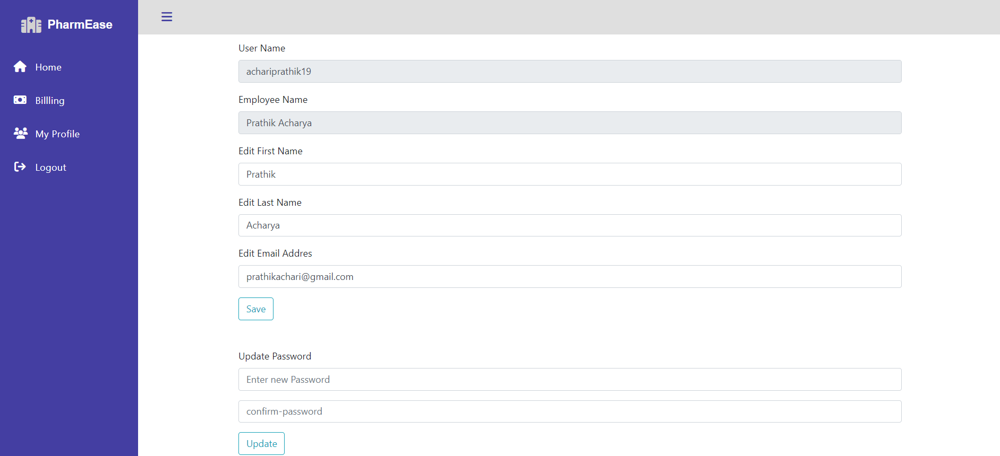 PharmEase
Home
Billling
My Profile
Logout
User Name
achariprathik19
Employee Name
Prathik Acharya
Edit First Name
Prathik
Edit Last Name
Acharya
Edit Email Addres
prathikachari@gmail.com
Save
Update Password
Enter new Password
confirm-password
Update